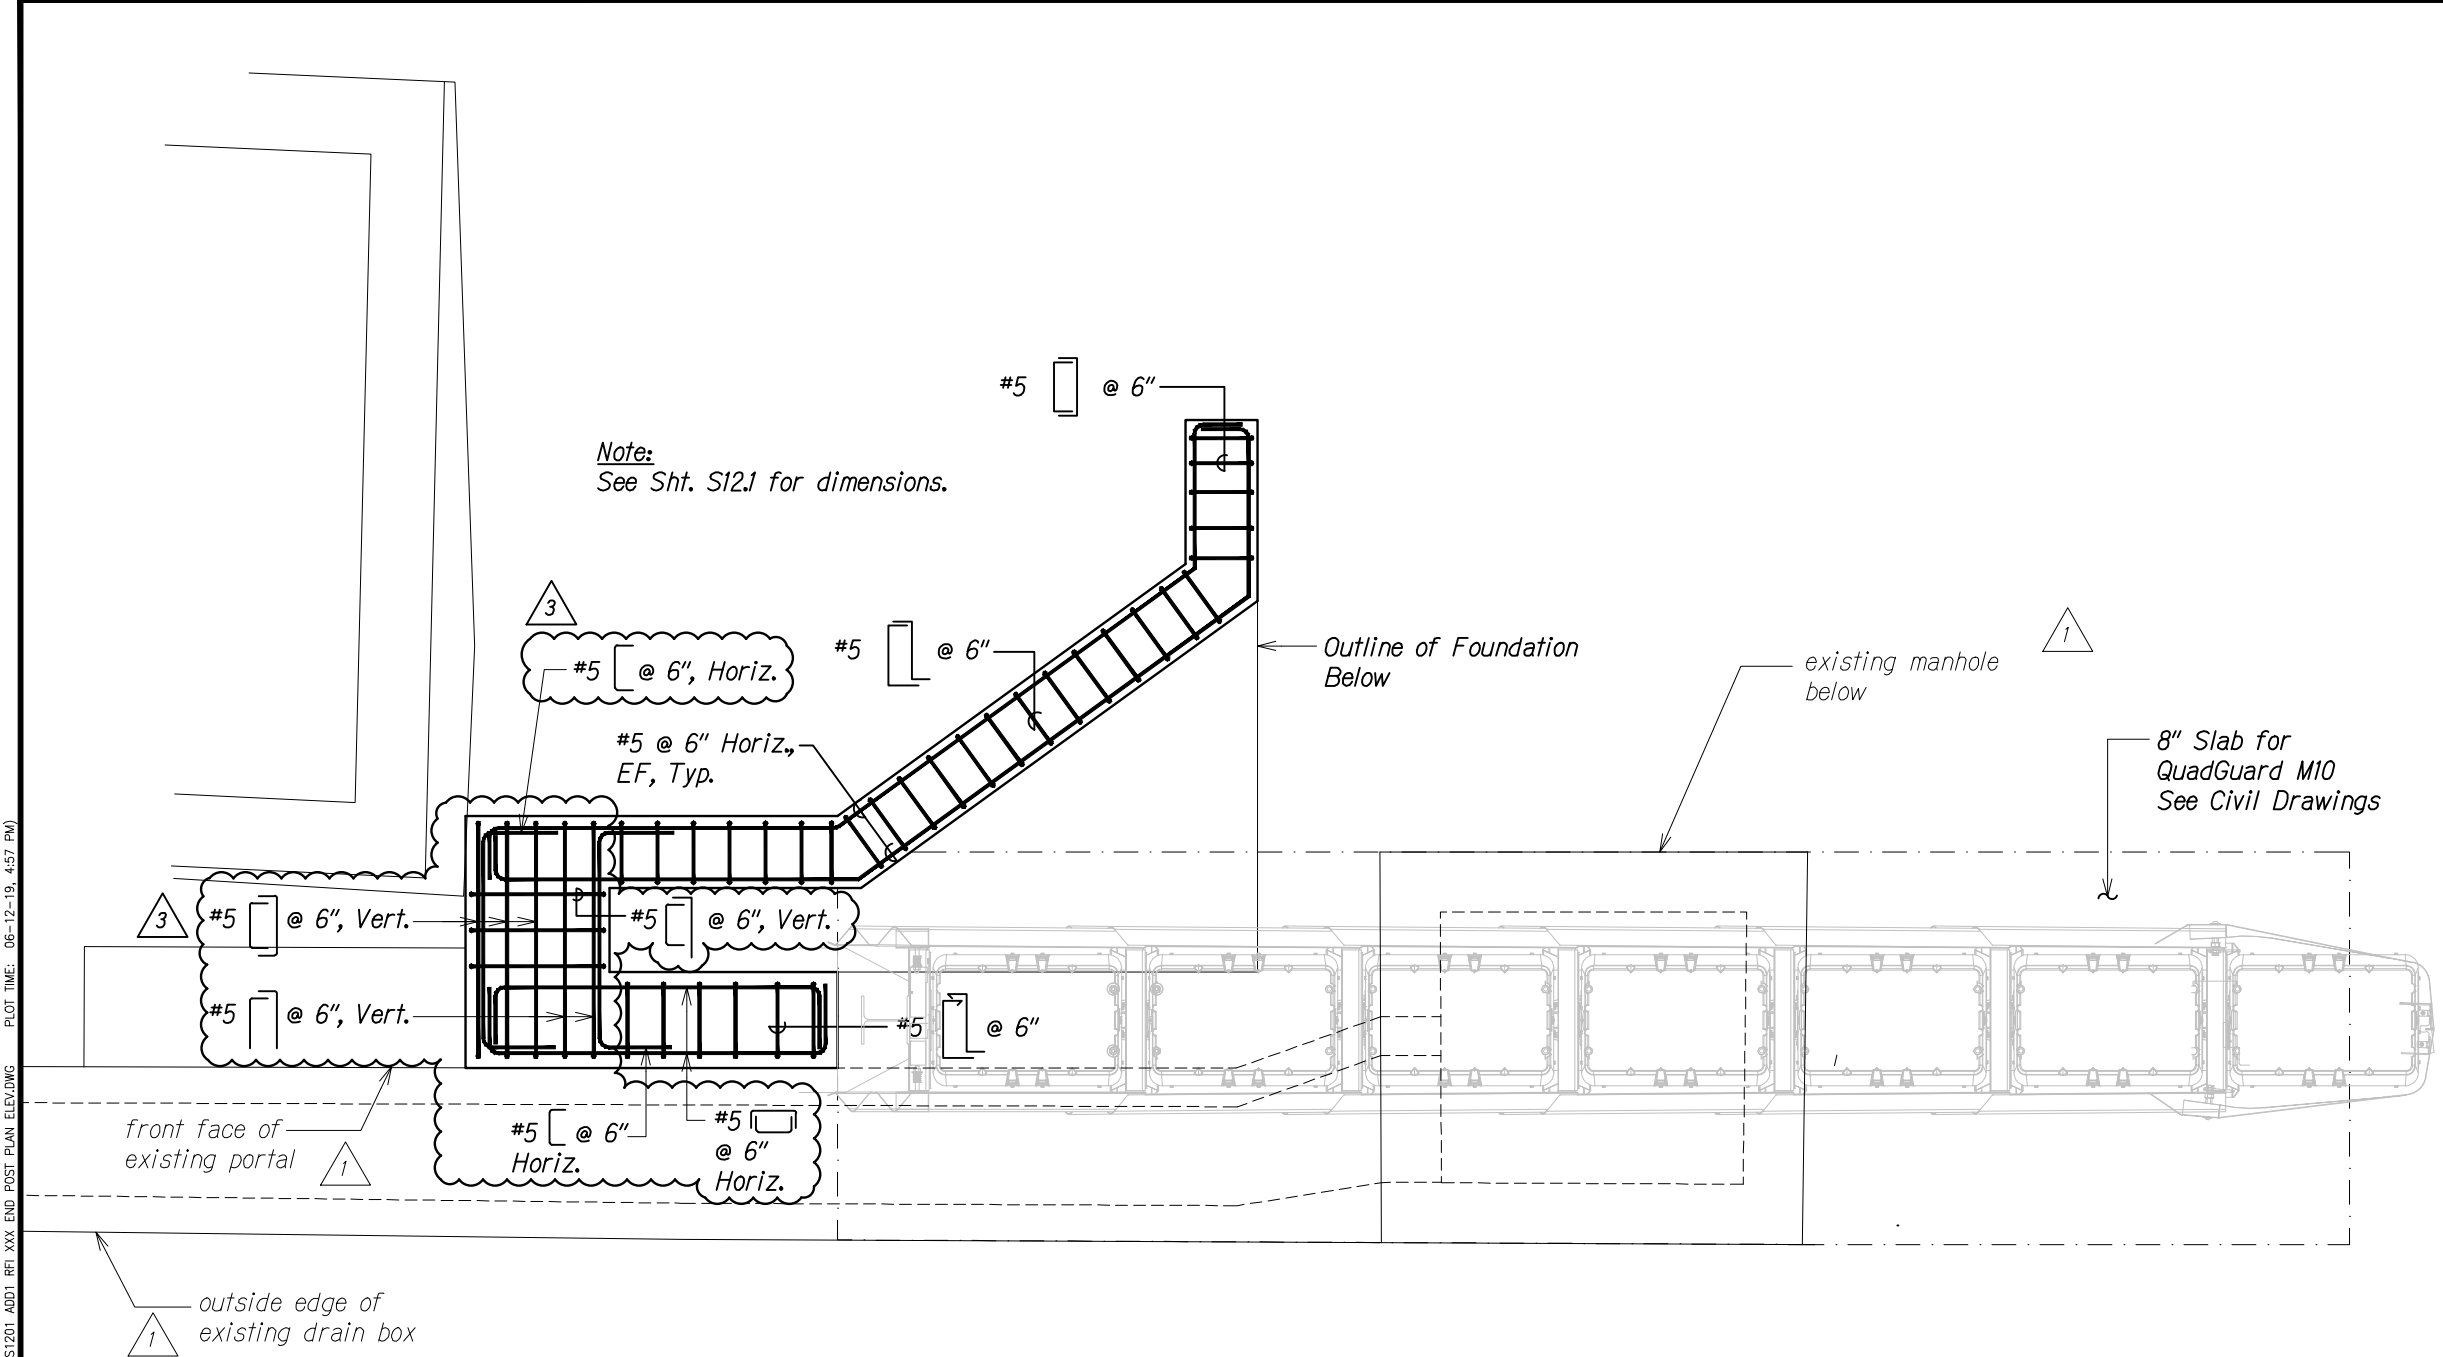 #5 @ 6"
Note:
See Sht. S12.1 for dimensions.
3
#5 @ 6", Horiz.
#5 @ 6"
Outline of Foundation
Below
1
existing manhole
below
#5 @ 6" Horiz.,
EF, Typ.
8" Slab for
QuadGuard M10
See Civil Drawings
3
#5 @ 6", Vert.
#5 @ 6", Vert.
#5 @ 6", Vert.
#5 @ 6"
front face of
existing portal
1
#5 @ 6"
Horiz.
#5
@ 6"
Horiz.
outside edge of
existing drain box
1
S1201 ADD1 RFI XXX END POST PLAN ELEV.DWG PLOT TIME: 06-12-19, 4:57 PM)